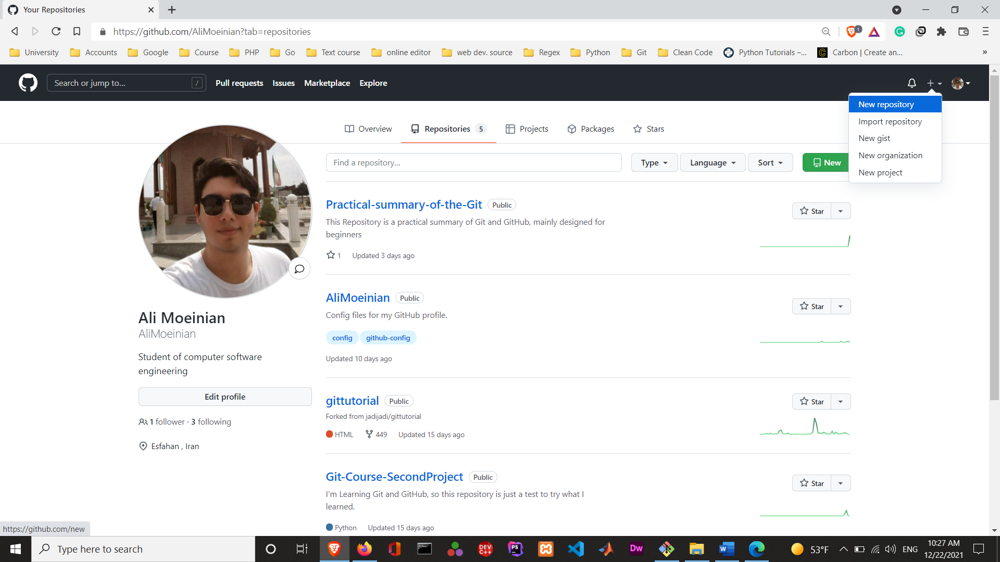 Your Repositories
https://github.com/AliMoeinian?tab=repositories
1
University Accounts Google Course PHP Go Text course online editor web dev. source Regex Python Git Clean Code Python Tutorials –... Carbon | Create an... »
Search or jump to... /
Pull requests Issues Marketplace Explore
New repository
Import repository
New gist
New organization
New project
Overview Repositories 5 Projects Packages Stars
Find a repository... Type Language Sort New
Ali Moeinian
AliMoeinian
Student of computer software
engineering
Edit profile
1 follower · 3 following
Esfahan , Iran
Practical-summary-of-the-Git Public
Star
This Repository is a practical summary of Git and GitHub, mainly designed for
beginners
1 Updated 3 days ago
AliMoeinian Public
Star
Config files for my GitHub profile.
config github-config
Updated 10 days ago
gittutorial Public
Star
Forked from jadijadi/gittutorial
HTML 449 Updated 15 days ago
Git-Course-SecondProject Public
Star
I'm Learning Git and GitHub, so this repository is just a test to try what I
learned.
Python Updated 15 days ago
https://github.com/new
Type here to search
DEV C++
PS
Dw
W
53°F
ENG
10:27 AM
12/22/2021